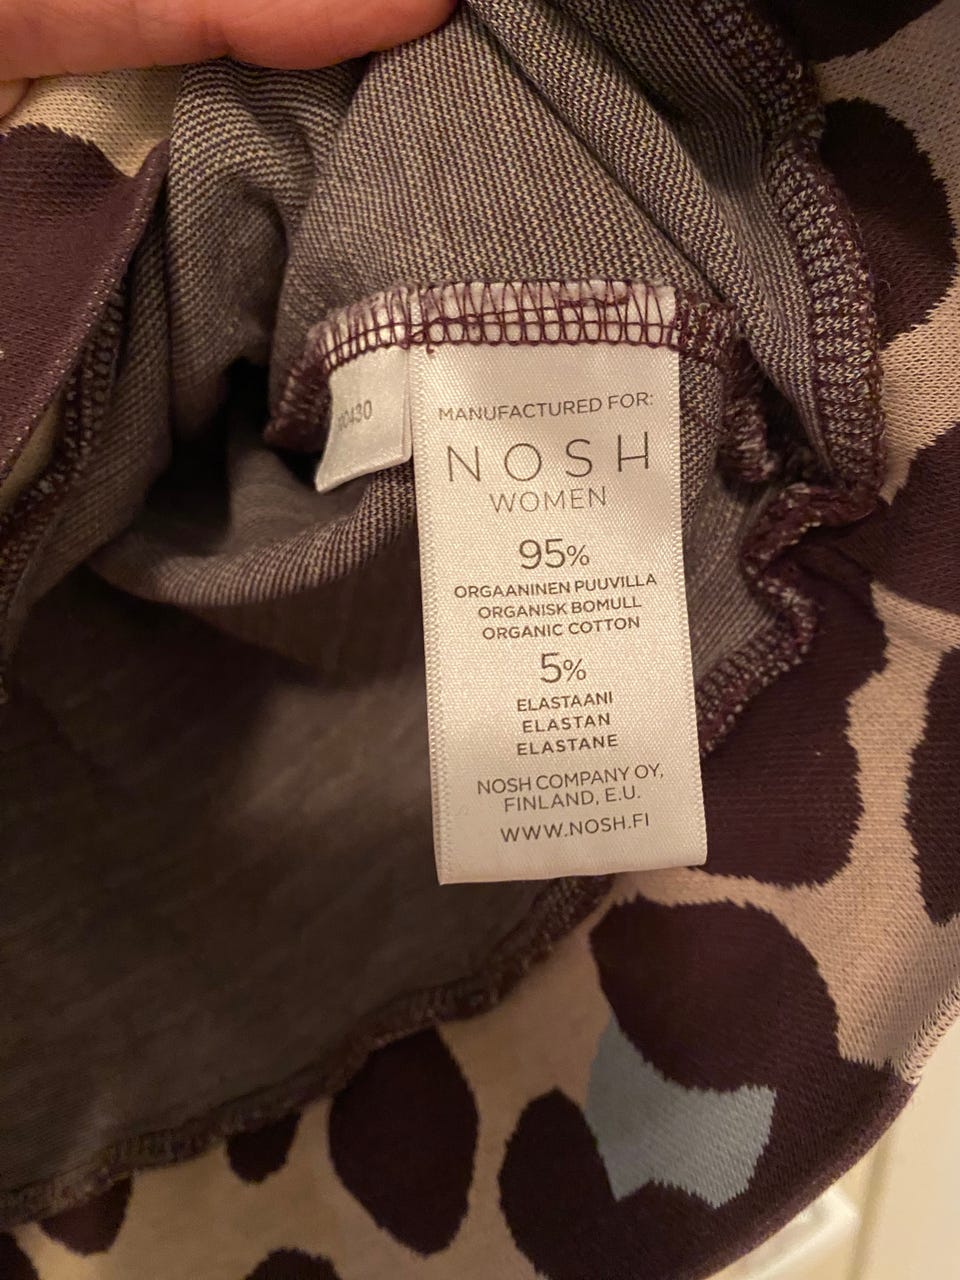 MANUFACTURED FOR:
NOSH
WOMEN
95%
ORGAANINEN PUUVILLA
ORGANISK BOMULL
ORGANIC COTTON
5%
ELASTAANI
ELASTAN
ELASTANE
NOSH COMPANY OY,
FINLAND, E.U.
WWW.NOSH.FI